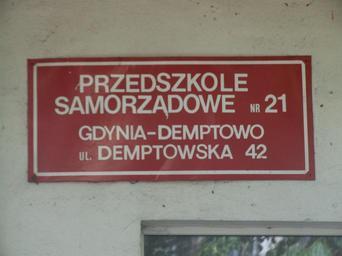 PRZEDSZKOLE
SAMORZĄDOWE NR 21
GDYNIA-DEMPTOWO
UL. DEMPTOWSKA 42